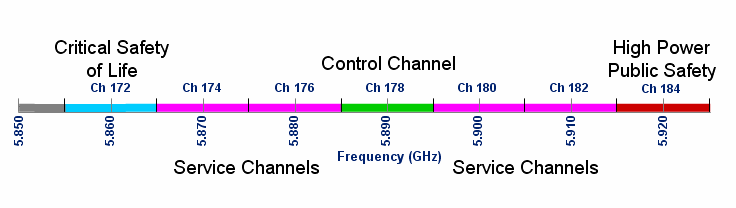 Critical Safety
of Life
Control Channel
High Power
Public Safety
Ch 172
Ch 174
Ch 176
Ch 178
Ch 180
Ch 182
Ch 184
5.850
5.860
5.870
5.880
5.890
5.900
5.910
5.920
Frequency (GHz)
Service Channels
Service Channels